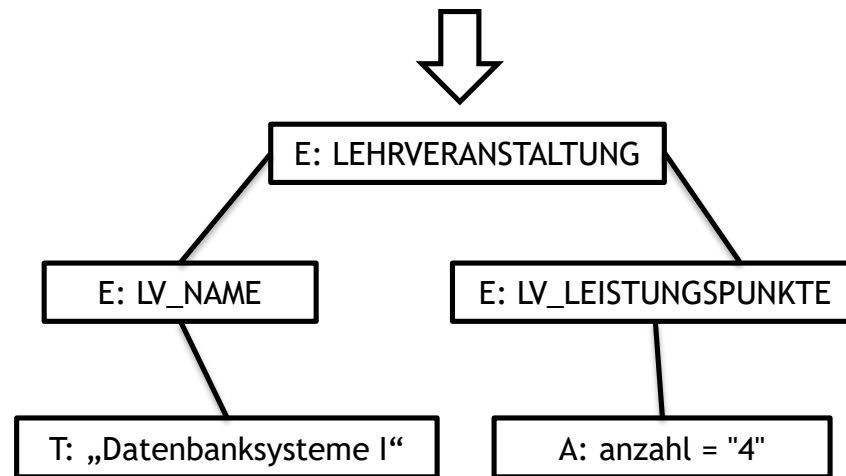 E: LEHRVERANSTALTUNG
E: LV_NAME
E: LV_LEISTUNGSPUNKTE
T: „Datenbanksysteme I“
A: anzahl = "4"